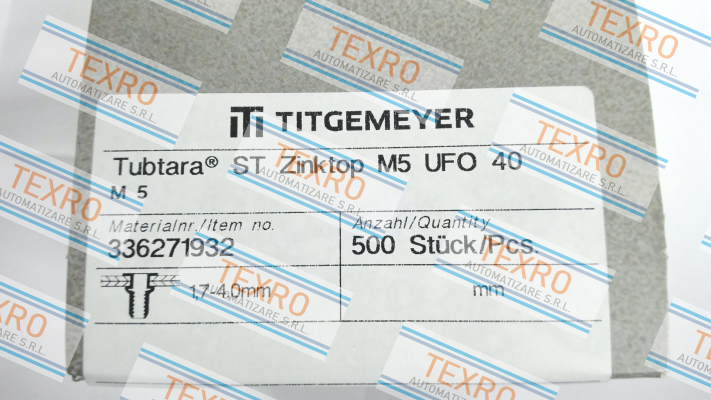 TITGEMEYER
Tubtara® ST Zinktop M5 UFO 40
M 5
Materialnr./Item no.
336271932
Anzahl/Quantity
500 Stück/Pcs.
1,7-4,0mm
mm
TEXRO
AUTOMATIZARE S.R.L.